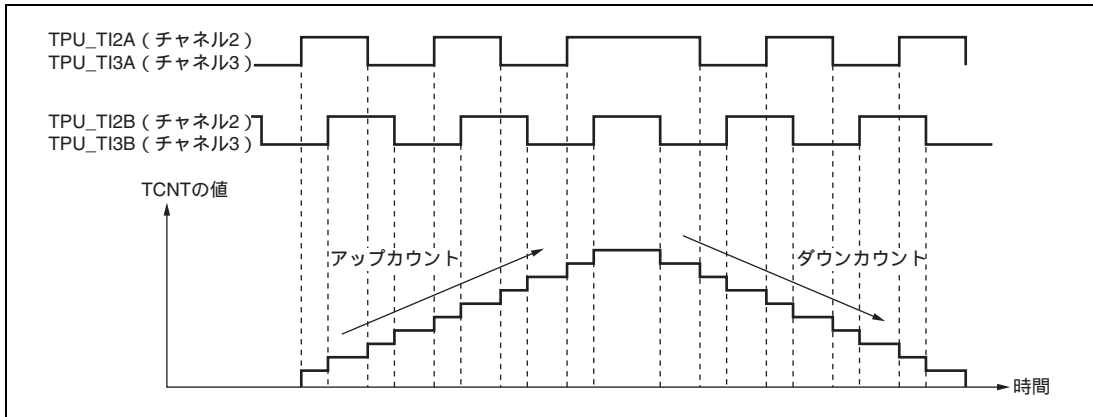 TPU_TI2A（チャネル2）
TPU_TI3A（チャネル3）
TPU_TI2B（チャネル2）
TPU_TI3B（チャネル3）
TCNTの値
アップカウント
ダウンカウント
時間